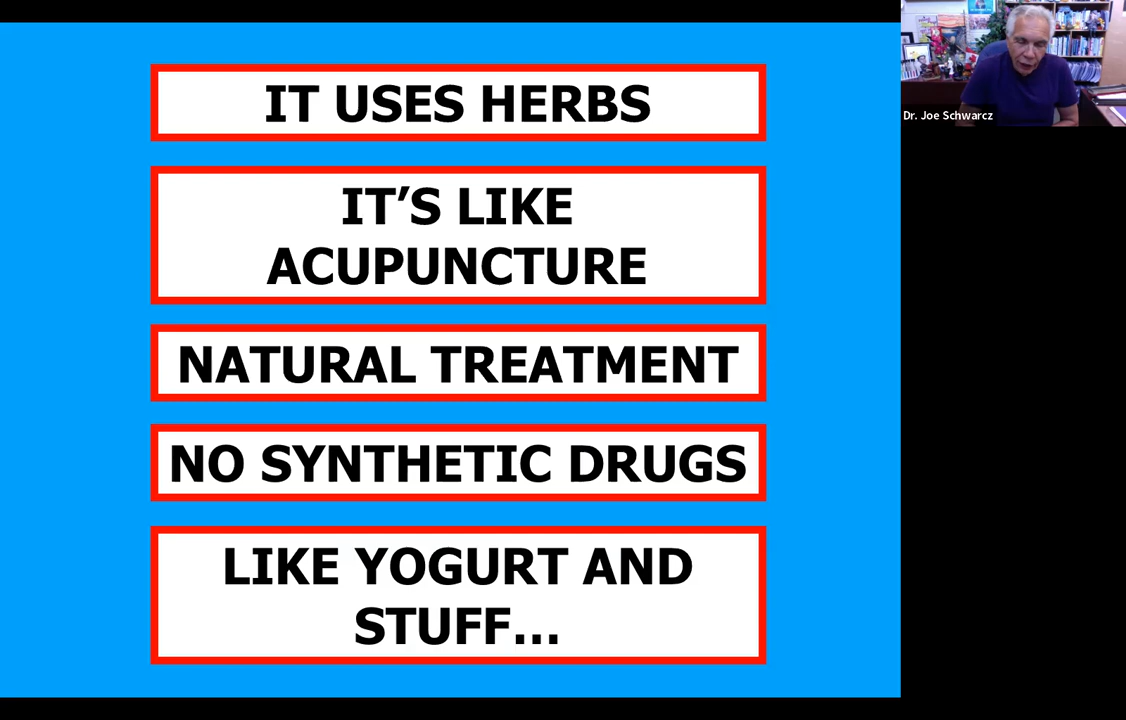 IT USES HERBS
IT’S LIKE
ACUPUNCTURE
NATURAL TREATMENT
NO SYNTHETIC DRUGS
LIKE YOGURT AND
STUFF…
Dr. Joe Schwarcz